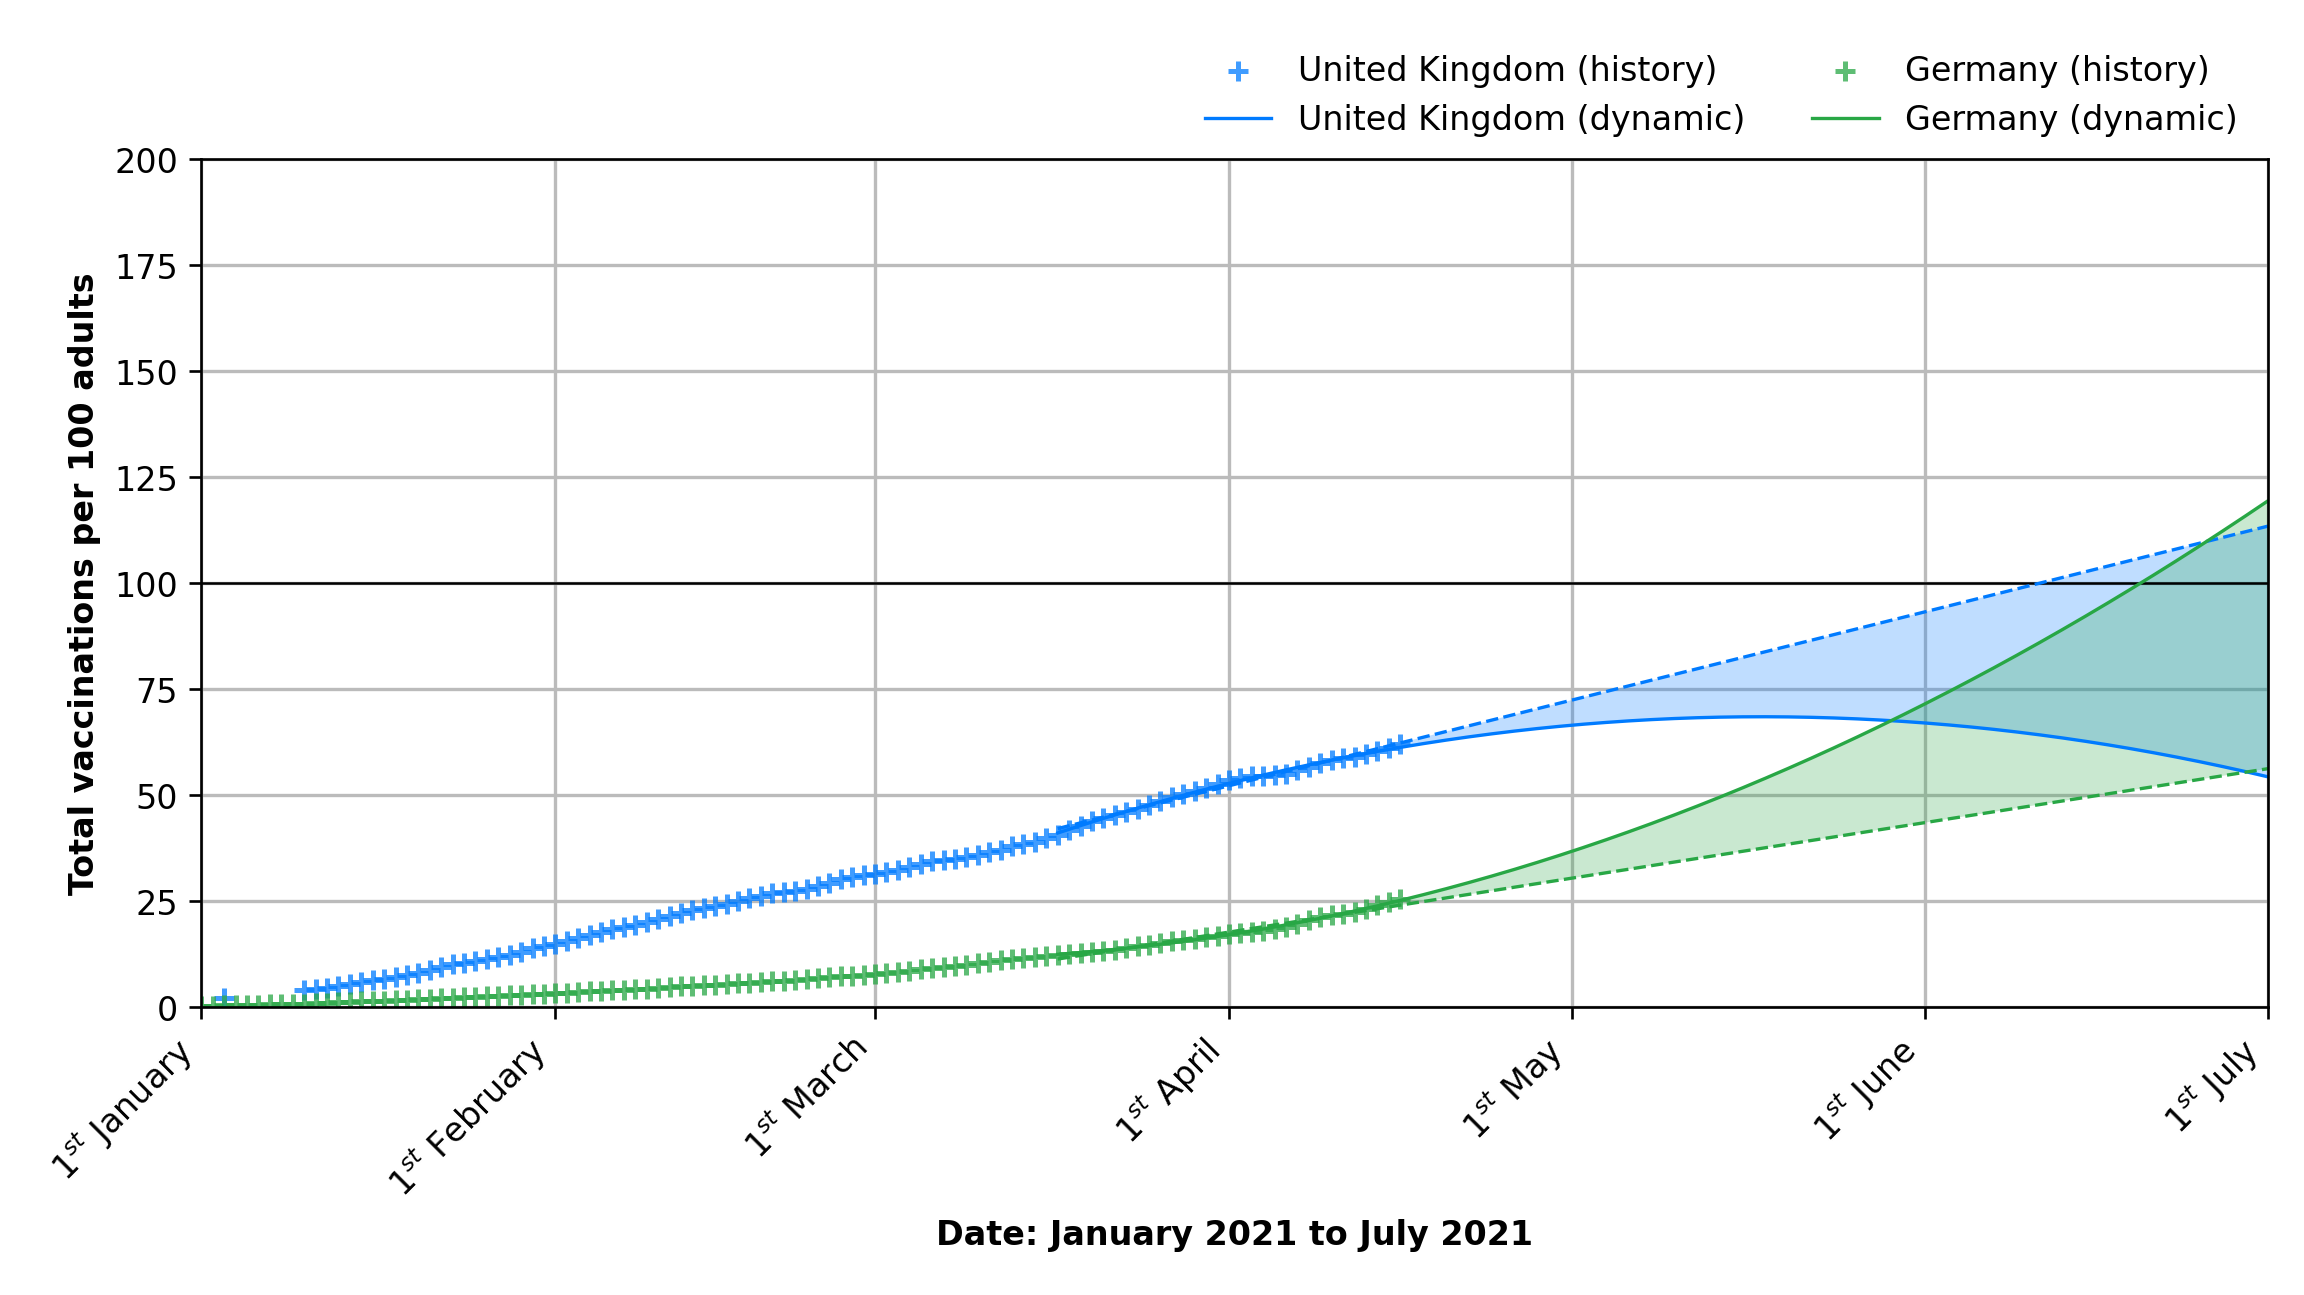 United Kingdom (history)
United Kingdom (dynamic)
Germany (history)
Germany (dynamic)
Total vaccinations per 100 adults
200
175
150
125
100
75
50
25
0
1st January
1st February
1st March
1st April
1st May
1st June
1st July
Date: January 2021 to July 2021